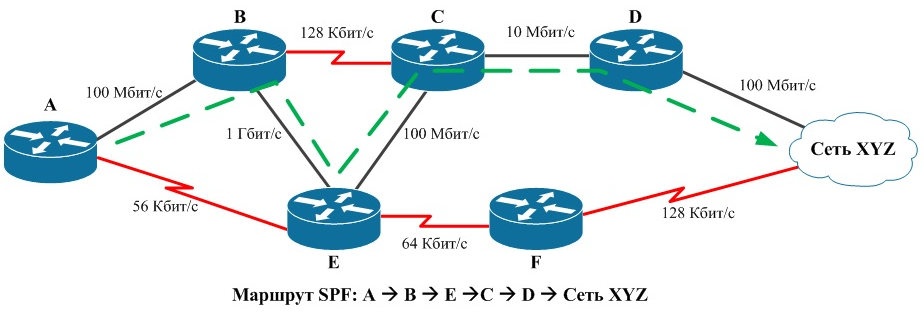 B
C
D
128 Кбит/с
10 Мбит/с
A
100 Мбит/с
100 Мбит/с
1 Гбит/с
100 Мбит/с
Сеть XYZ
56 Кбит/с
64 Кбит/с
128 Кбит/с
E
F
Маршрут SPF: A → B → E →C → D → Сеть XYZ